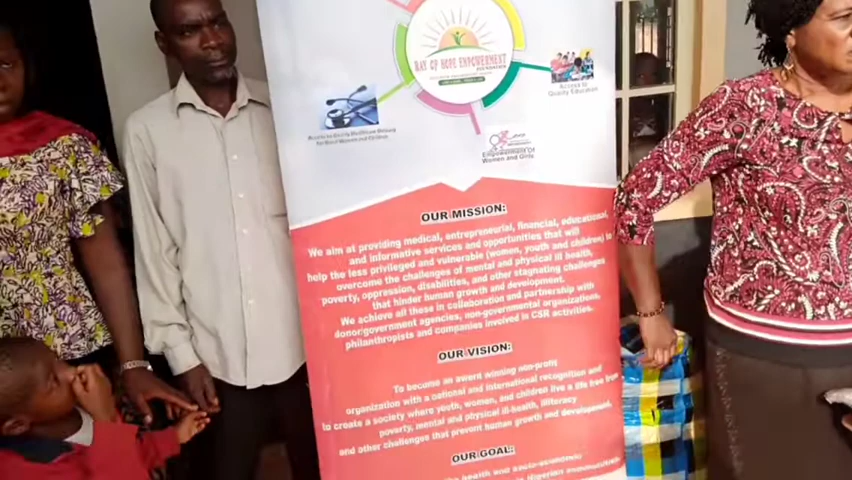 RAY OF HOPE EMPOWERMENT
FOUNDATION
Access to
Quality Education
Empowerment Of
Women and Girls
OUR MISSION:
We aim at providing medical, entrepreneurial, financial, educational
and informative services and opportunities that will
help the less privileged and vulnerable (women, youth and children) to
overcome the challenges of mental and physical ill health,
poverty, oppression, disabilities, and other stagnating challenges
that hinder human growth and development.
We achieve all these in collaboration and partnership with
donor/government agencies, non-governmental organizations,
philanthropists and companies involved in CSR activities.
OUR VISION:
To become an award winning non-profit
organization with a national and international recognition and
create a society where youth, women, and children live a life free from
poverty, mental and physical ill-health, illiteracy
and other challenges that prevent human growth and development.
OUR GOAL: